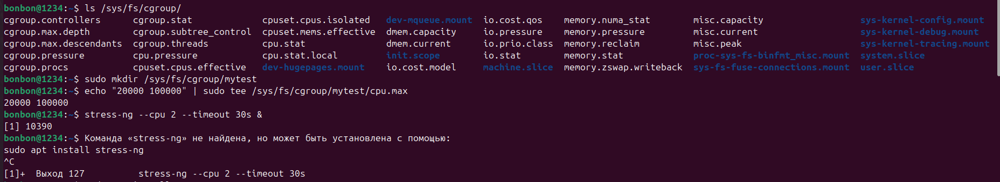 bonbon@1234:~$ ls /sys/fs/cgroup/
cgroup.controllers      cgroup.stat             cpuset.cpus.isolated   dev-mqueue.mount  io.cost.qos    memory.numa_stat        misc.capacity                  sys-kernel-config.mount
cgroup.max.depth        cgroup.subtree_control  cpuset.mems.effective  dmem.capacity     io.pressure    memory.pressure         misc.current                   sys-kernel-debug.mount
cgroup.max.descendants  cgroup.threads          cpu.stat               dmem.current      io.prio.class  memory.reclaim          misc.peak                      sys-kernel-tracing.mount
cgroup.pressure         cpu.pressure            cpu.stat.local         init.scope        io.stat        memory.stat             proc-sys-fs-binfmt_misc.mount  system.slice
cgroup.procs            cpuset.cpus.effective   dev-hugepages.mount    io.cost.model     machine.slice  memory.zswap.writeback  sys-fs-fuse-connections.mount  user.slice
bonbon@1234:~$ sudo mkdir /sys/fs/cgroup/mytest
bonbon@1234:~$ echo "20000 100000" | sudo tee /sys/fs/cgroup/mytest/cpu.max
20000 100000
bonbon@1234:~$ stress-ng --cpu 2 --timeout 30s &
[1] 10390
bonbon@1234:~$ Команда «stress-ng» не найдена, но может быть установлена с помощью:
sudo apt install stress-ng
^C
[1]+  Выход 127          stress-ng --cpu 2 --timeout 30s